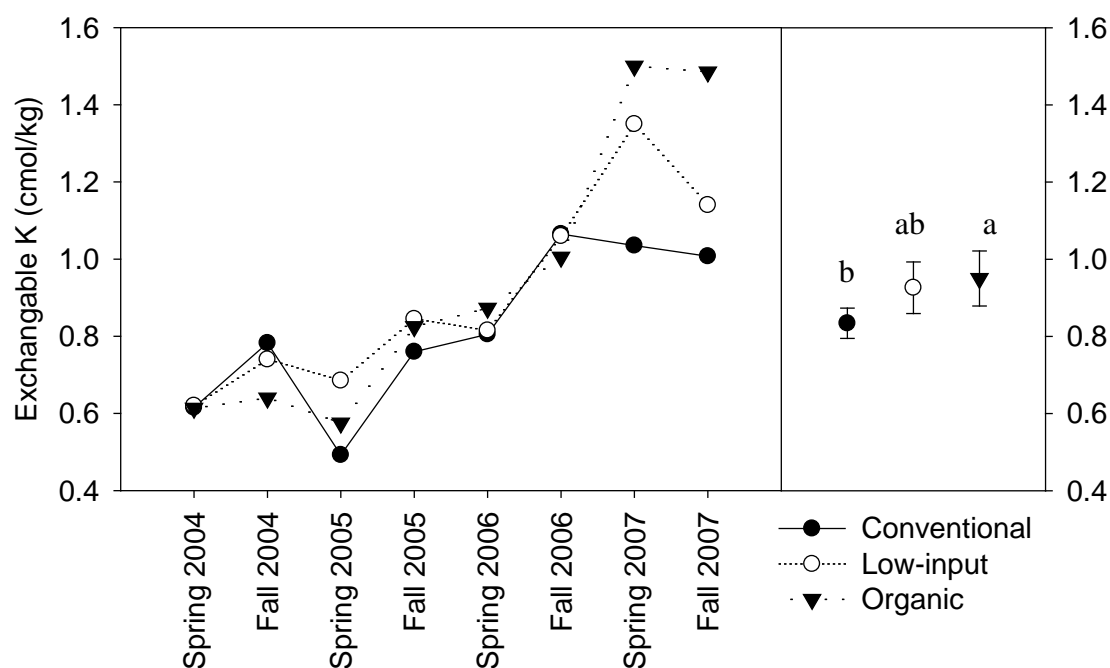 Exchangable K (cmol/kg)
1.6
1.4
1.2
1.0
0.8
0.6
0.4
b
ab
a
1.6
1.4
1.2
1.0
0.8
0.6
0.4
Spring 2004
Fall 2004
Spring 2005
Fall 2005
Spring 2006
Fall 2006
Spring 2007
Fall 2007
Conventional
Low-input
Organic